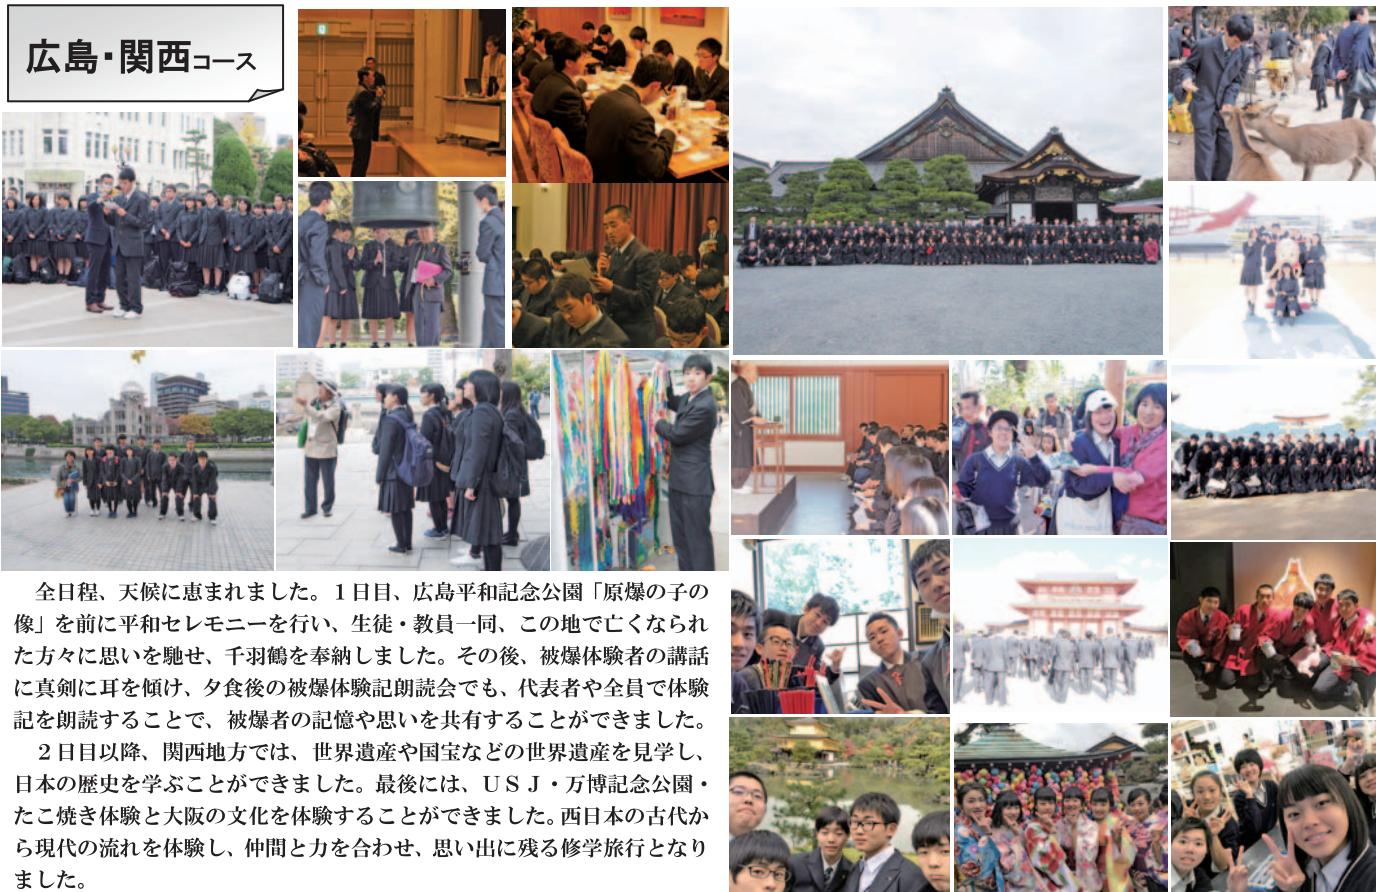 広島・関西コース
　全日程、天候に恵まれました。１日目、広島平和記念公園「原爆の子の
像」を前に平和セレモニーを行い、生徒・教員一同、この地で亡くなられ
た方々に思いを馳せ、千羽鶴を奉納しました。その後、被爆体験者の講話
に真剣に耳を傾け、夕食後の被爆体験記朗読会でも、代表者や全員で体験
記を朗読することで、被爆者の記憶や思いを共有することができました。
　２日目以降、関西地方では、世界遺産や国宝などの世界遺産を見学し、
日本の歴史を学ぶことができました。最後には、ＵＳＪ・万博記念公園・
たこ焼き体験と大阪の文化を体験することができました。西日本の古代か
ら現代の流れを体験し、仲間と力を合わせ、思い出に残る修学旅行となり
ました。